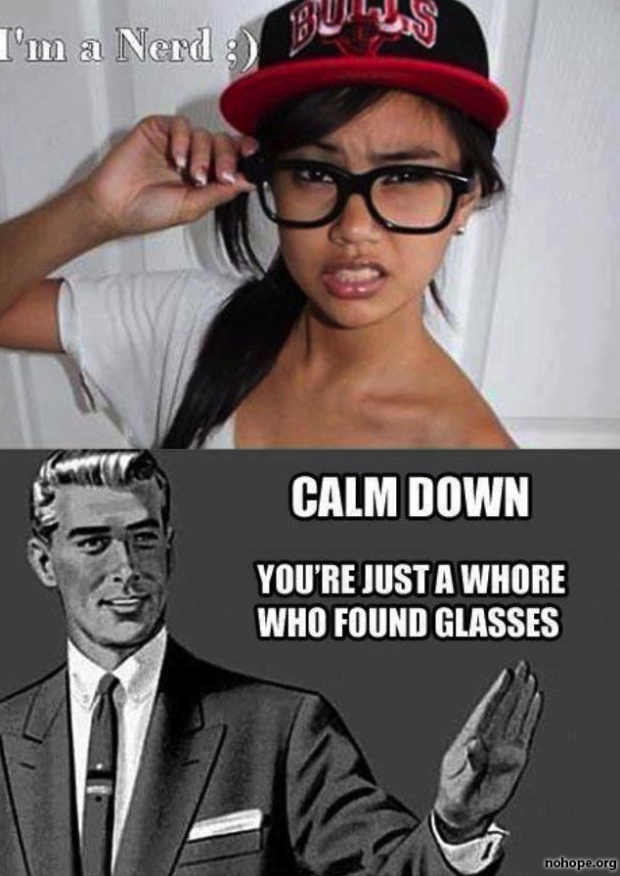 BULLS
I'm a Nerd ;)
CALM DOWN
YOU'RE JUST A WHORE
WHO FOUND GLASSES
nohope.org